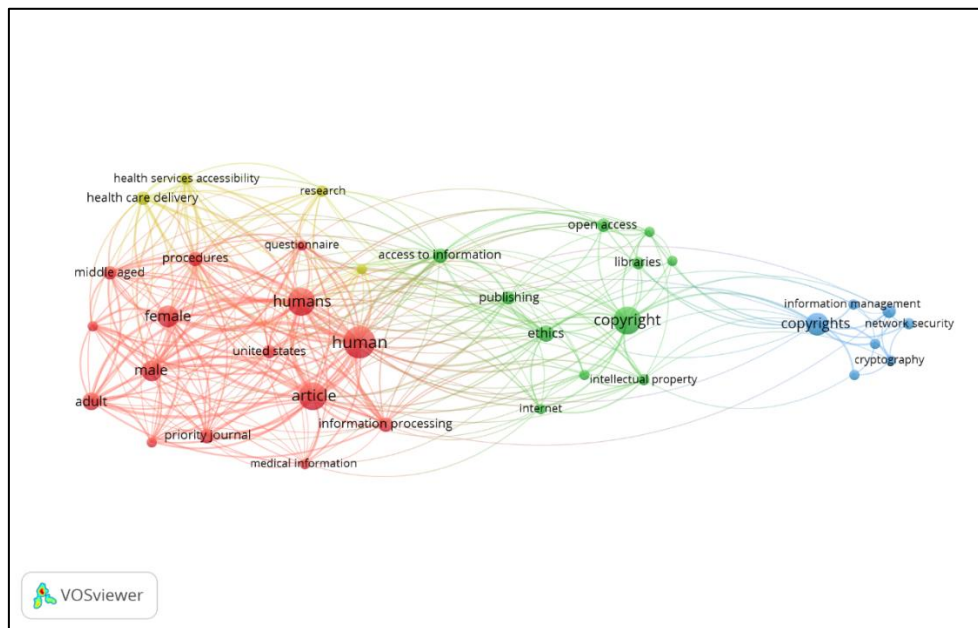 health services accessibility
health care delivery
research
open access
questionnaire
access to information
procedures
libraries
middle aged
publishing
information management
humans
female
copyright
network security
copyrights
ethics
human
united states
cryptography
male
intellectual property
article
adult
internet
information processing
priority journal
medical information
VOSviewer